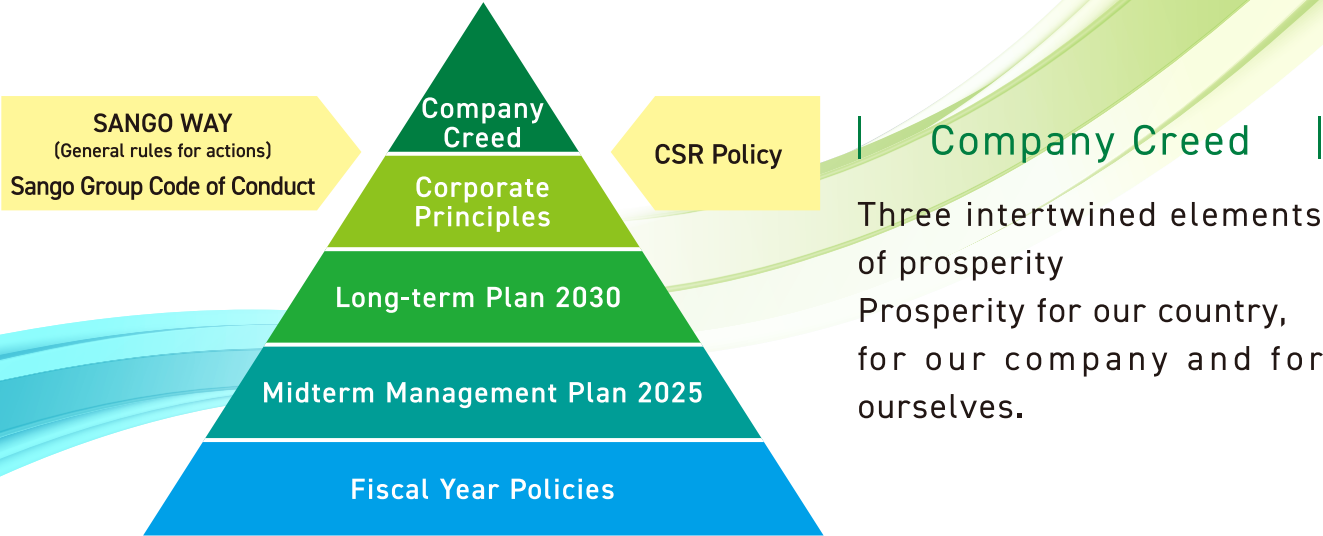 SANGO WAY
(General rules for actions)
Sango Group Code of Conduct
Company
Creed
Corporate
Principles
Long-term Plan 2030
Midterm Management Plan 2025
Fiscal Year Policies
CSR Policy
Company Creed
Three intertwined elements
of prosperity
Prosperity for our country,
for our company and for
ourselves.